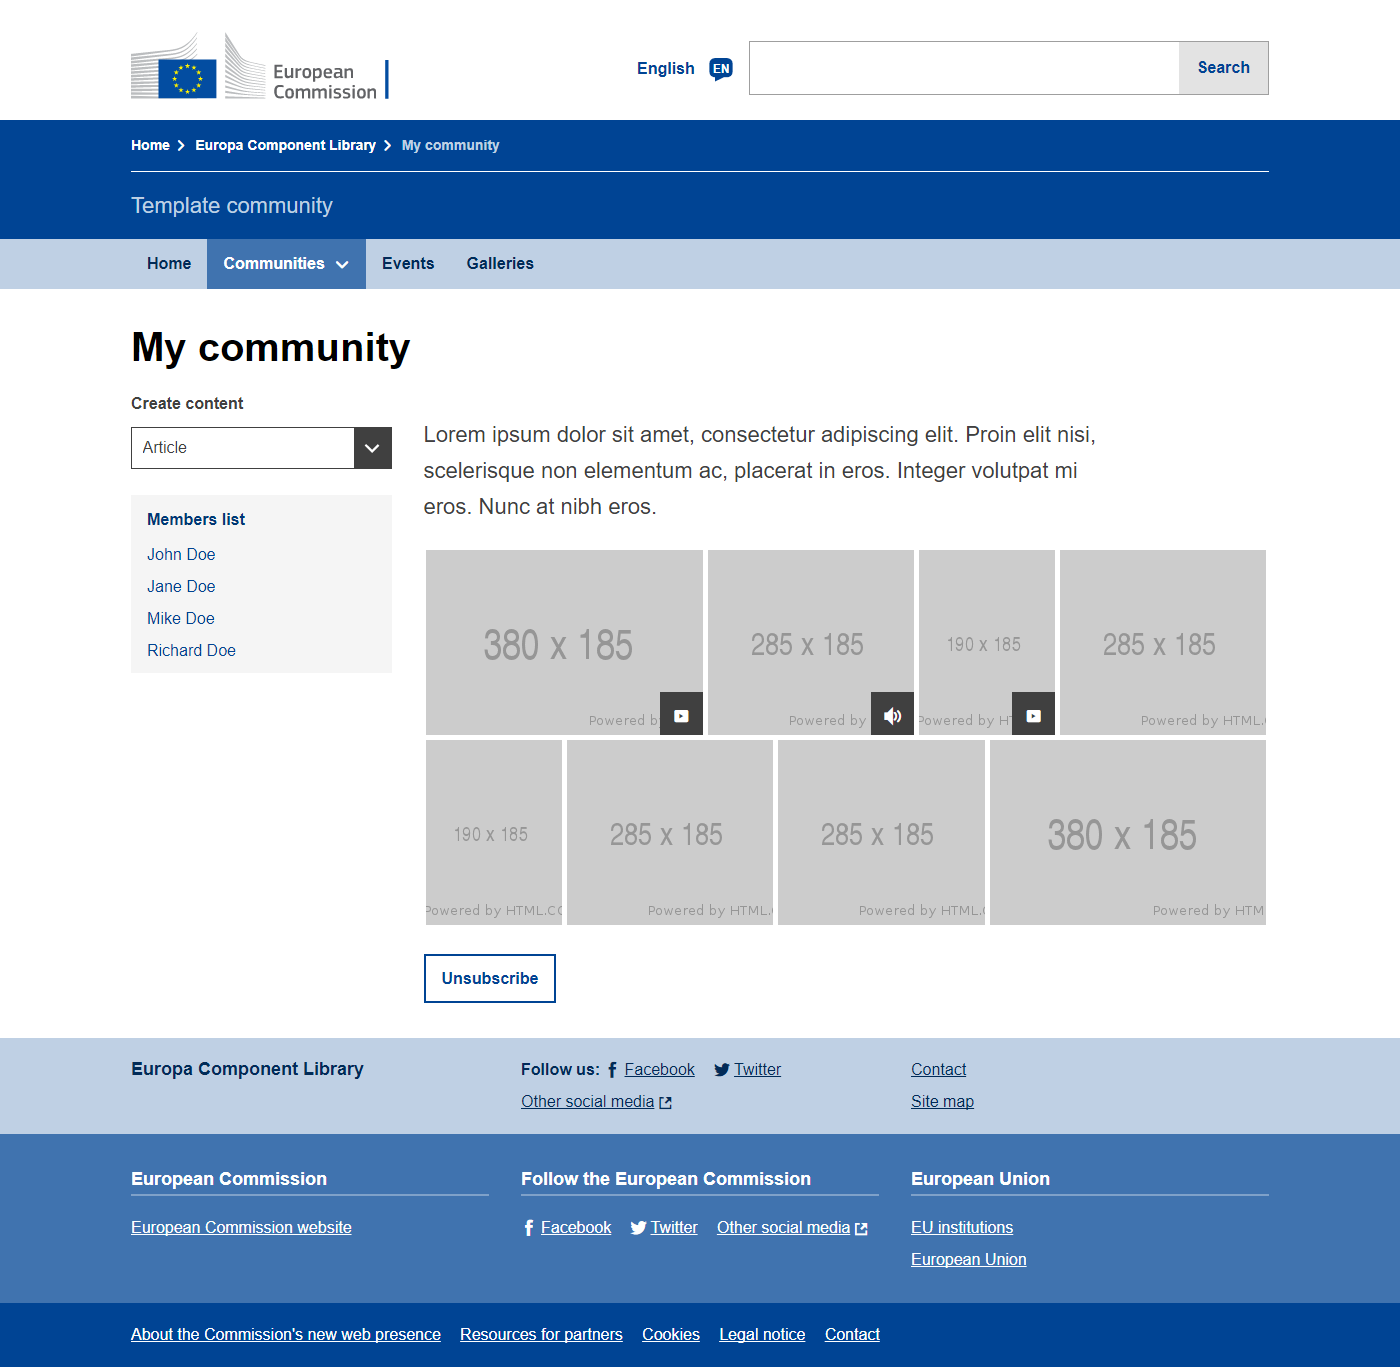 European
Commission
English EN Search
Home Europa Component Library My community
Template community
Home Communities Events Galleries
My community
Create content
Article
Members list
John Doe
Jane Doe
Mike Doe
Richard Doe
Lorem ipsum dolor sit amet, consectetur adipiscing elit. Proin elit nisi,
scelerisque non elementum ac, placerat in eros. Integer volutpat mi
eros. Nunc at nibh eros.
380 x 185 285 x 185 190 x 185 285 x 185
Powered by Powered by Powered by HT Powered by HTML.
190 x 185 285 x 185 285 x 185 380 x 185
Powered by HTML.CO Powered by HTML. Powered by HTML. Powered by HTM
Unsubscribe
Europa Component Library
Follow us: Facebook Twitter
Other social media
Contact
Site map
European Commission
European Commission website
Follow the European Commission
Facebook Twitter Other social media
European Union
EU institutions
European Union
About the Commission's new web presence Resources for partners Cookies Legal notice Contact